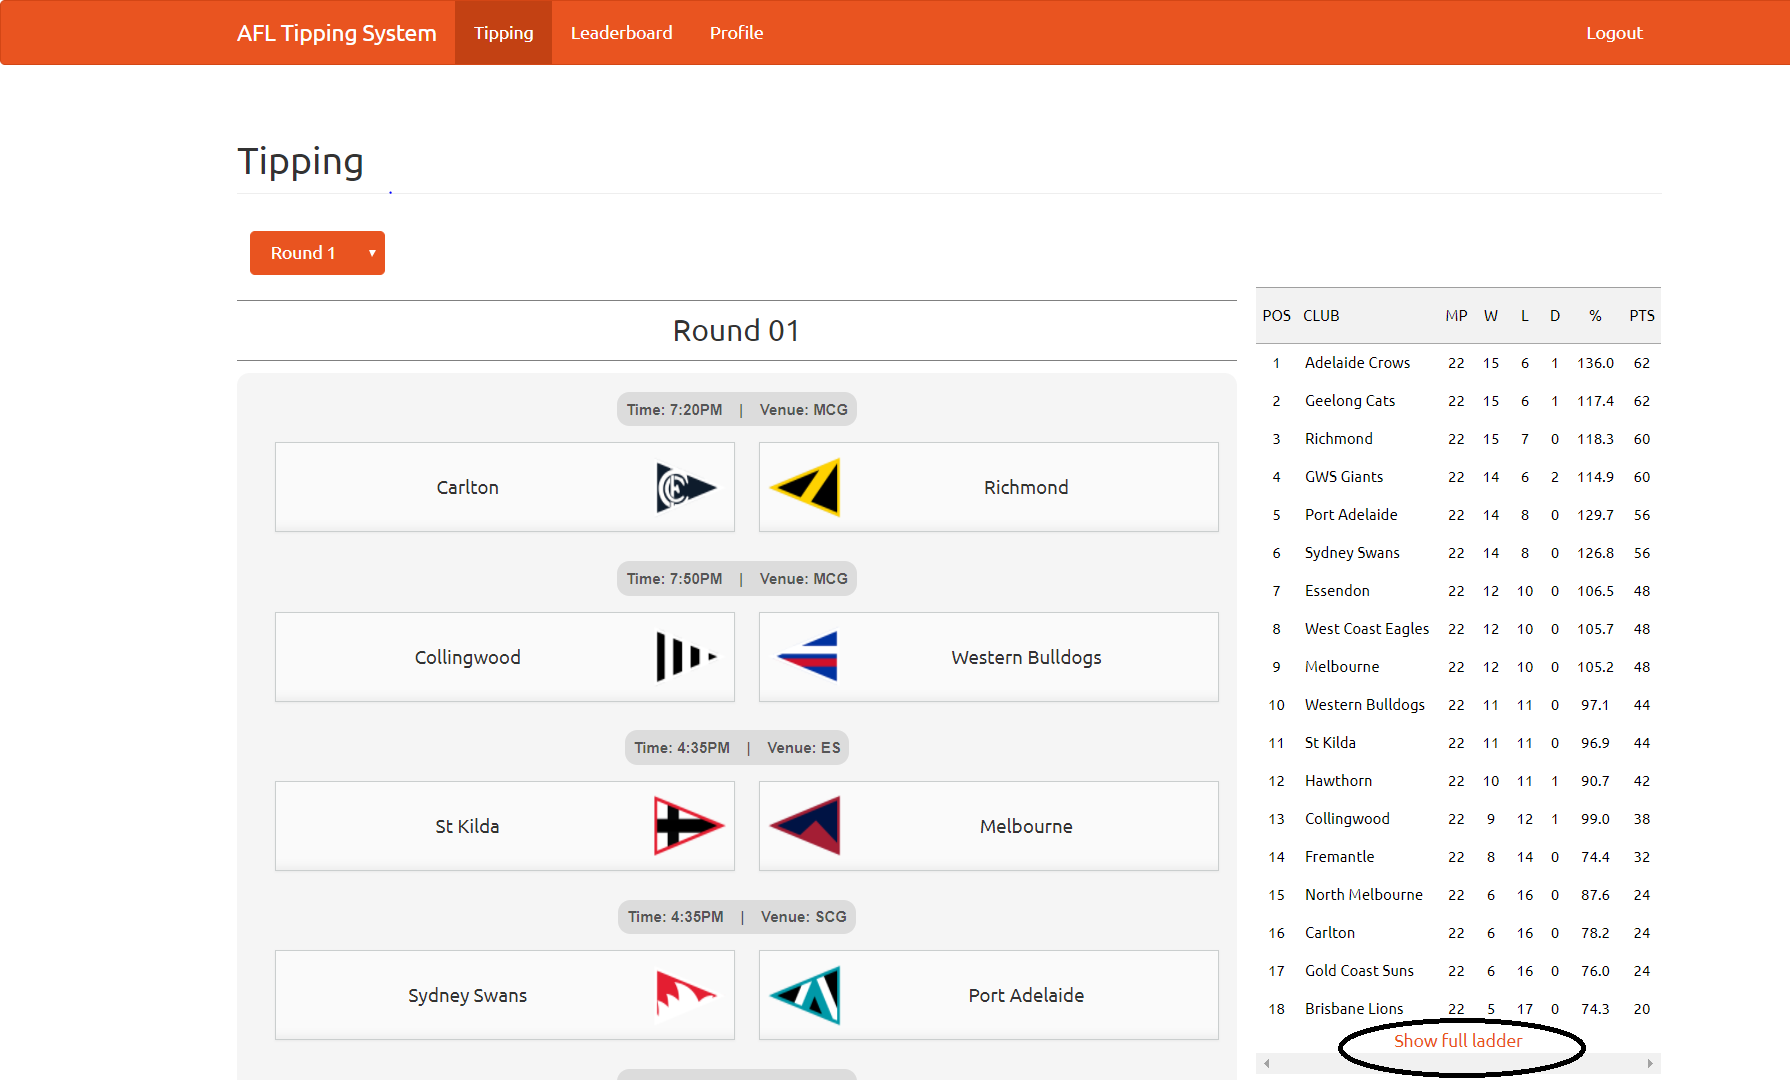 AFL Tipping System Tipping Leaderboard Profile Logout
Tipping
Round 1
Round 01
Time: 7:20PM | Venue: MCG
Carlton Richmond
Time: 7:50PM | Venue: MCG
Collingwood Western Bulldogs
Time: 4:35PM | Venue: ES
St Kilda Melbourne
Time: 4:35PM | Venue: SCG
Sydney Swans Port Adelaide
POS CLUB MP W L D % PTS
1 Adelaide Crows 22 15 6 1 136.0 62
2 Geelong Cats 22 15 6 1 117.4 62
3 Richmond 22 15 7 0 118.3 60
4 GWS Giants 22 14 6 2 114.9 60
5 Port Adelaide 22 14 8 0 129.7 56
6 Sydney Swans 22 14 8 0 126.8 56
7 Essendon 22 12 10 0 106.5 48
8 West Coast Eagles 22 12 10 0 105.7 48
9 Melbourne 22 12 10 0 105.2 48
10 Western Bulldogs 22 11 11 0 97.1 44
11 St Kilda 22 11 11 0 96.9 44
12 Hawthorn 22 10 11 1 90.7 42
13 Collingwood 22 9 12 1 99.0 38
14 Fremantle 22 8 14 0 74.4 32
15 North Melbourne 22 6 16 0 87.6 24
16 Carlton 22 6 16 0 78.2 24
17 Gold Coast Suns 22 6 16 0 76.0 24
18 Brisbane Lions 22 5 17 0 74.3 20
Show full ladder